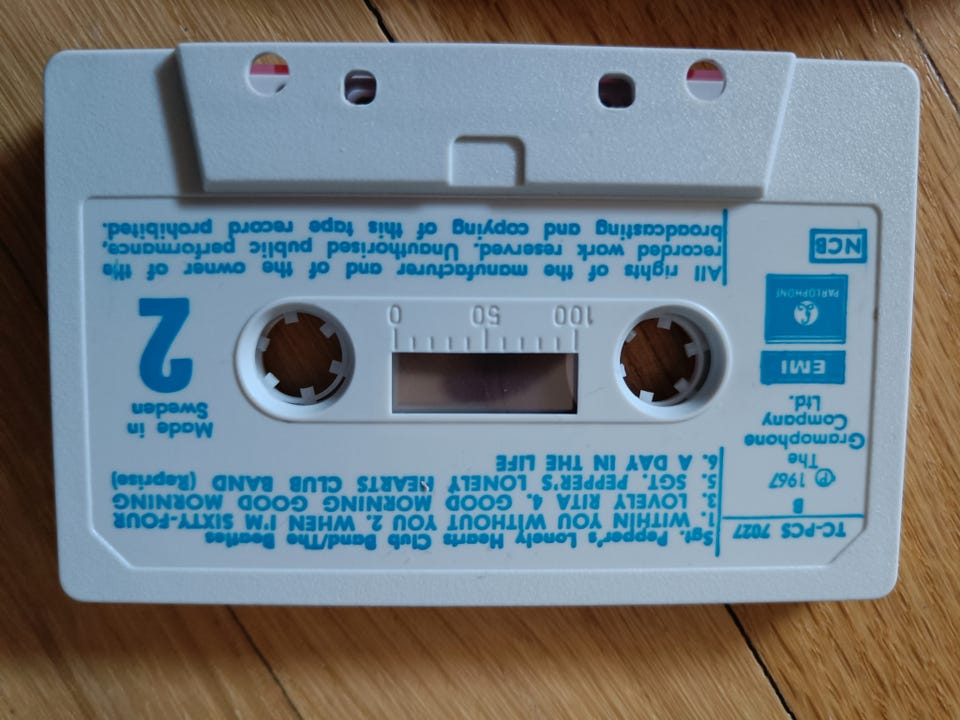 Sgt. Pepper's Lonely Hearts Club Band/The Beatles
1. WITHIN YOU WITHOUT YOU 2. WHEN I'M SIXTY-FOUR
3. LOVELY RITA 4. GOOD MORNING GOOD MORNING
5. SGT. PEPPER'S LONELY HEARTS CLUB BAND (Reprise)
6. A DAY IN THE LIFE
TC-PCS 7027
B
℗ 1967
The
Gramophone
Company
Ltd.
EMI
PARLOPHONE
NCB
Made in
Sweden
2
100 50 0
All rights of the manufacturer and of the owner of the
recorded work reserved. Unauthorised public performance,
broadcasting and copying of this tape record prohibited.